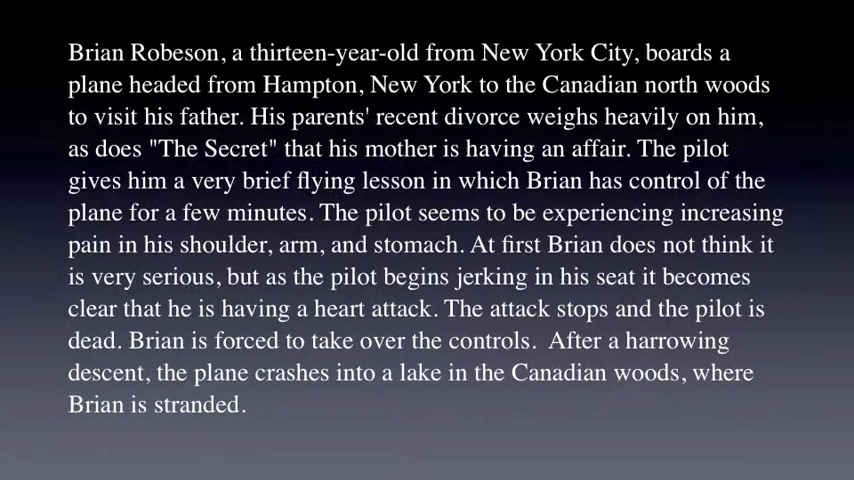 Brian Robeson, a thirteen-year-old from New York City, boards a
plane headed from Hampton, New York to the Canadian north woods
to visit his father. His parents' recent divorce weighs heavily on him,
as does "The Secret" that his mother is having an affair. The pilot
gives him a very brief flying lesson in which Brian has control of the
plane for a few minutes. The pilot seems to be experiencing increasing
pain in his shoulder, arm, and stomach. At first Brian does not think it
is very serious, but as the pilot begins jerking in his seat it becomes
clear that he is having a heart attack. The attack stops and the pilot is
dead. Brian is forced to take over the controls.  After a harrowing
descent, the plane crashes into a lake in the Canadian woods, where
Brian is stranded.